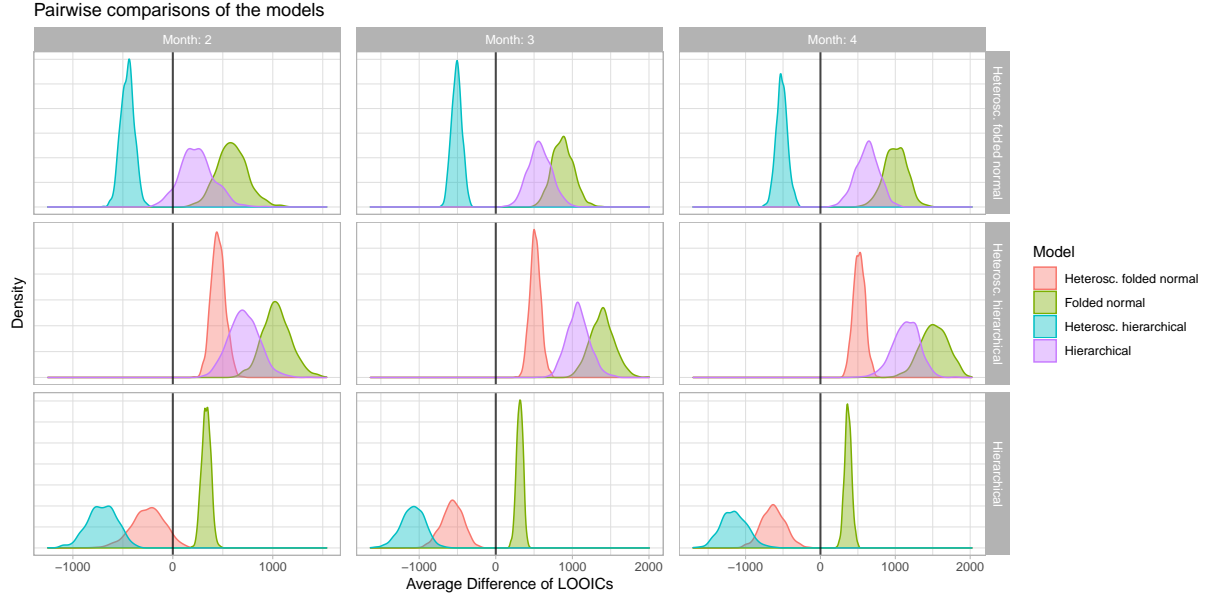 Pairwise comparisons of the models
Month: 2
Month: 3
Month: 4
Heterosc. folded normal
Heterosc. hierarchical
Hierarchical
Density
Model
Heterosc. folded normal
Folded normal
Heterosc. hierarchical
Hierarchical
−1000 0 1000
−1000 0 1000 2000
−1000 0 1000 2000
Average Difference of LOOICs